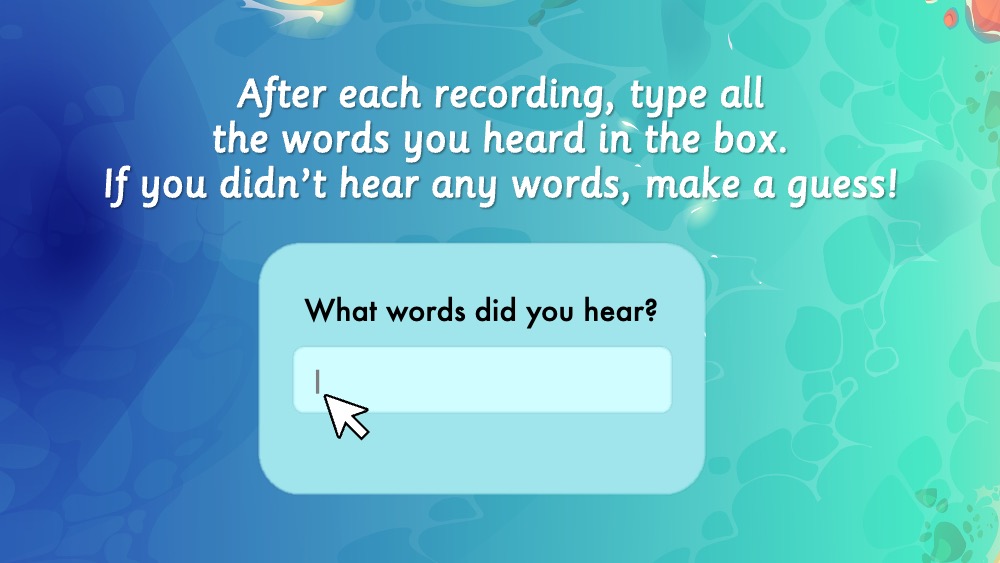 After each recording, type all
the words you heard in the box.
If you didn't hear any words, make a guess!
What words did you hear?